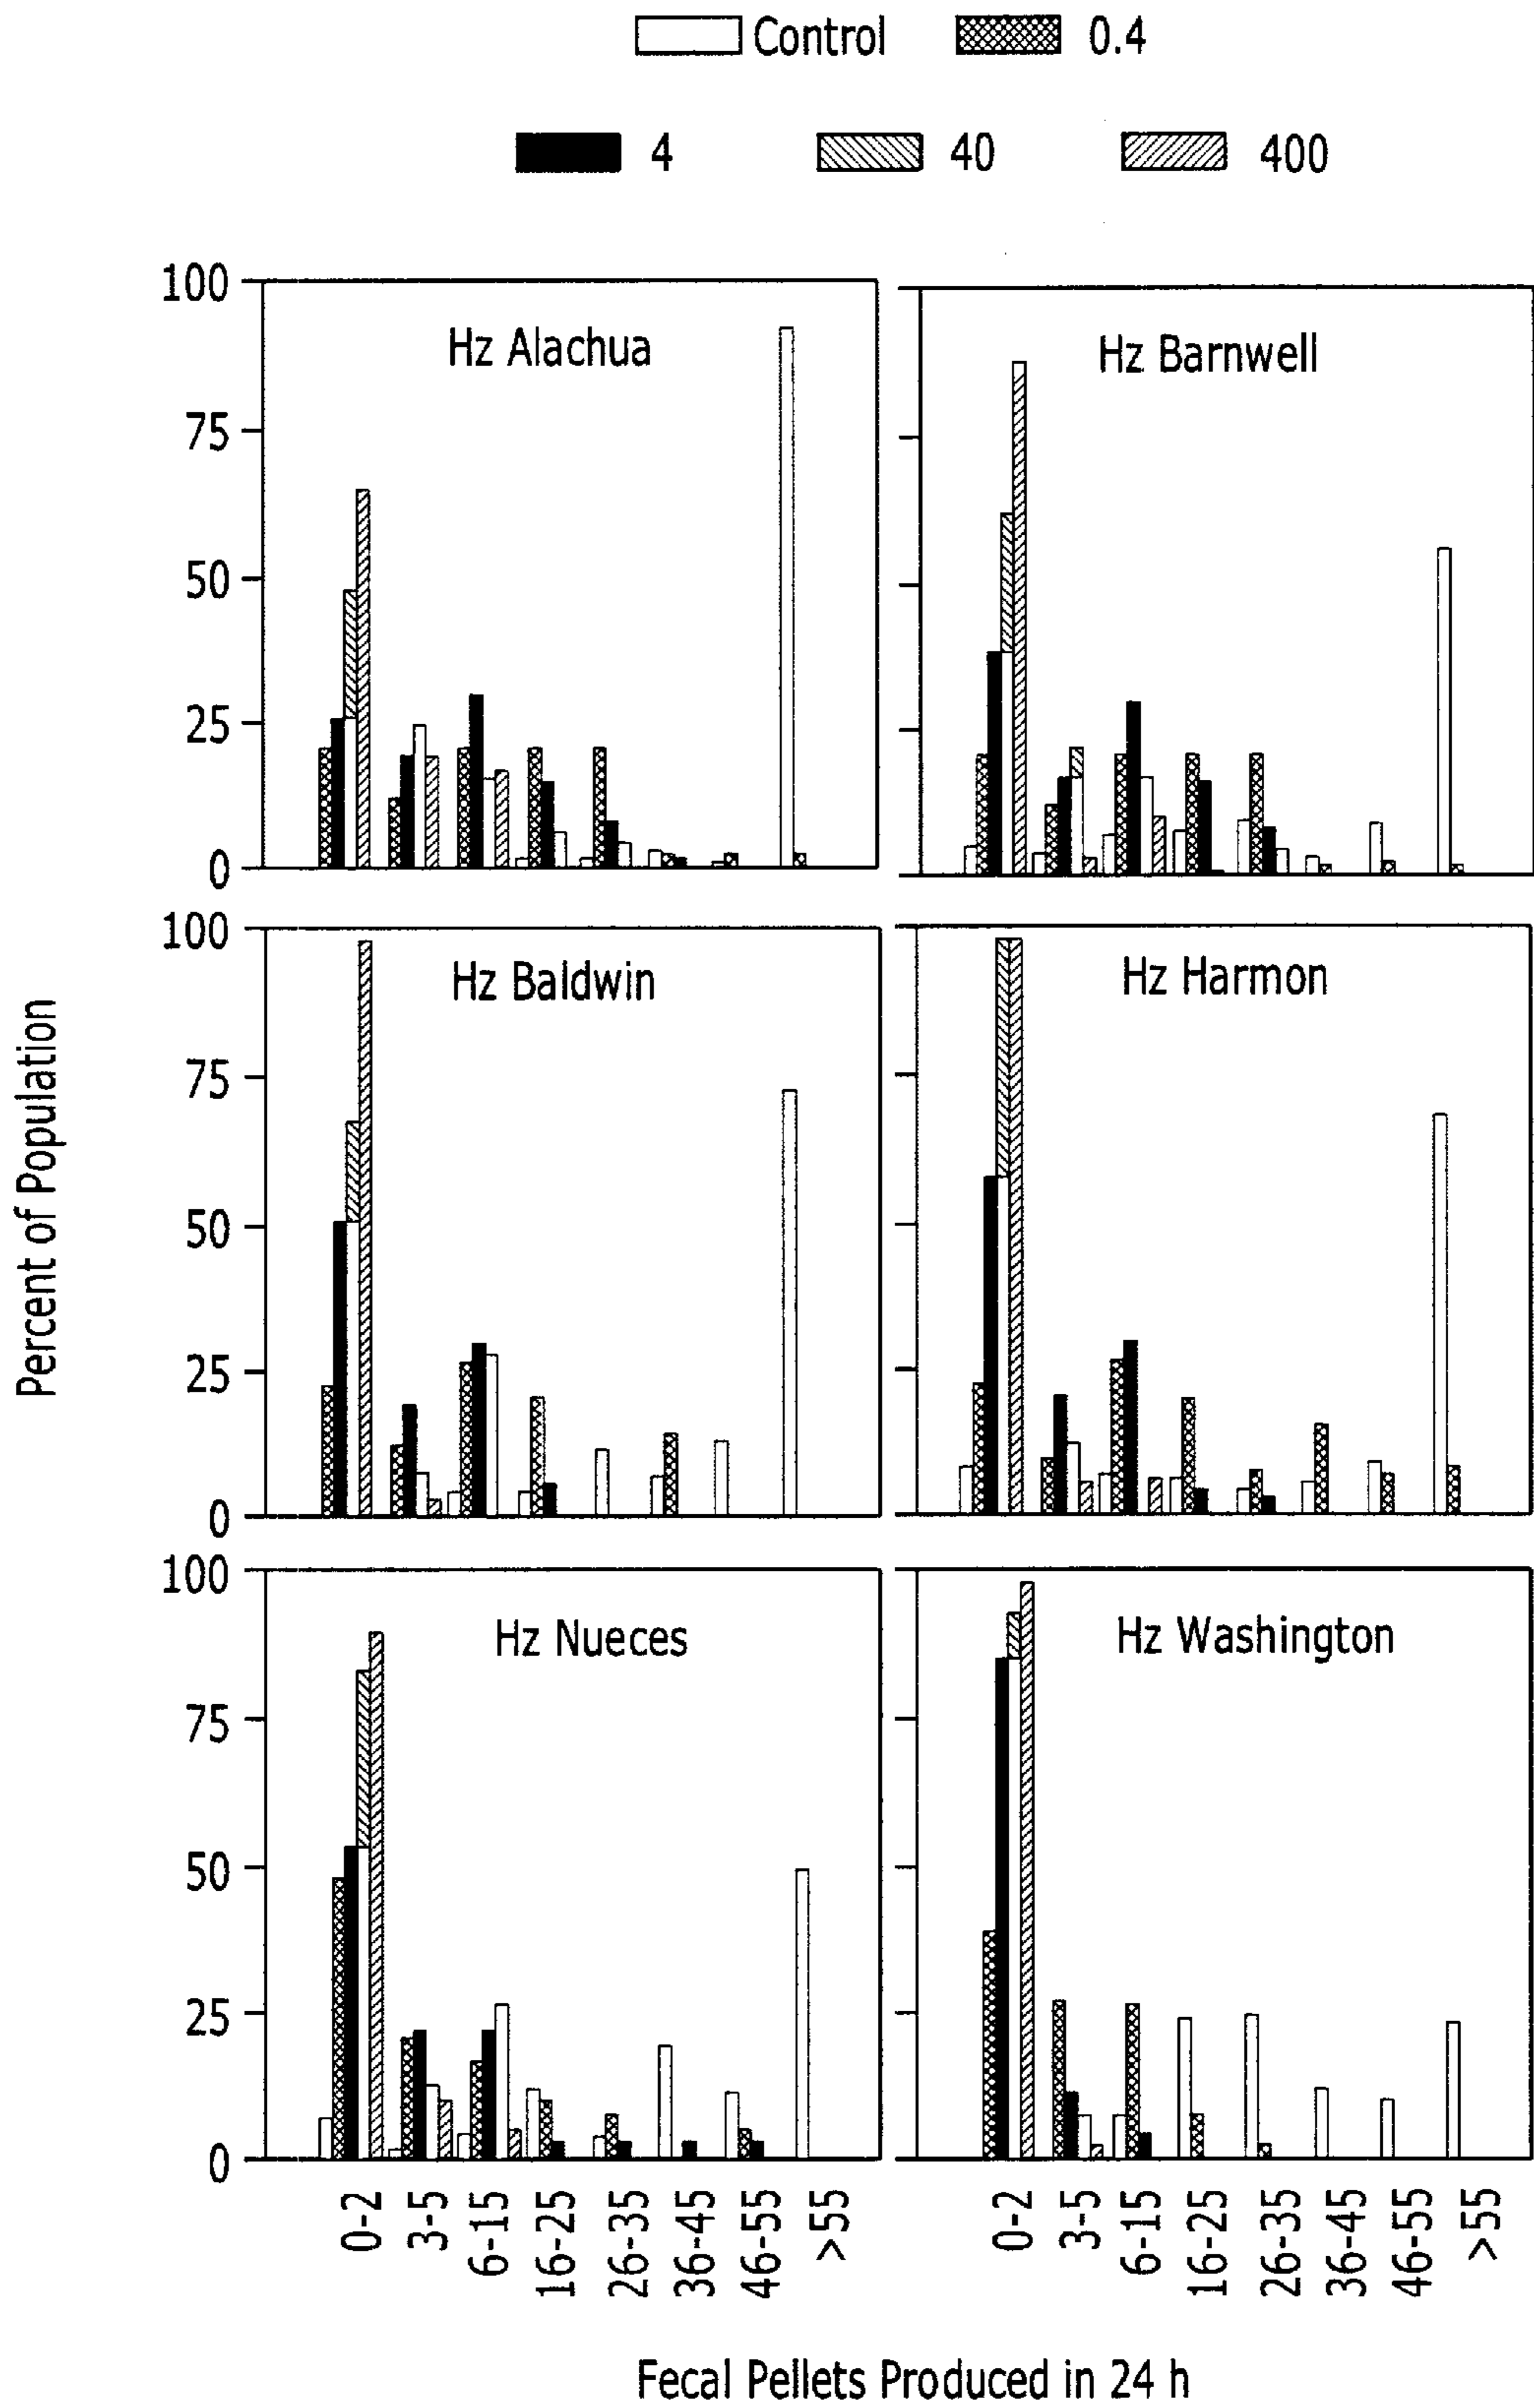 Control 0.4
4 40 400
Hz Alachua
Hz Barnwell
100
75
50
25
0
Hz Baldwin
Hz Harmon
100
75
50
25
0
Hz Nueces
Hz Washington
100
75
50
25
0
Percent of Population
0-2 3-5 6-15 16-25 26-35 36-45 46-55 >55
0-2 3-5 6-15 16-25 26-35 36-45 46-55 >55
Fecal Pellets Produced in 24 h